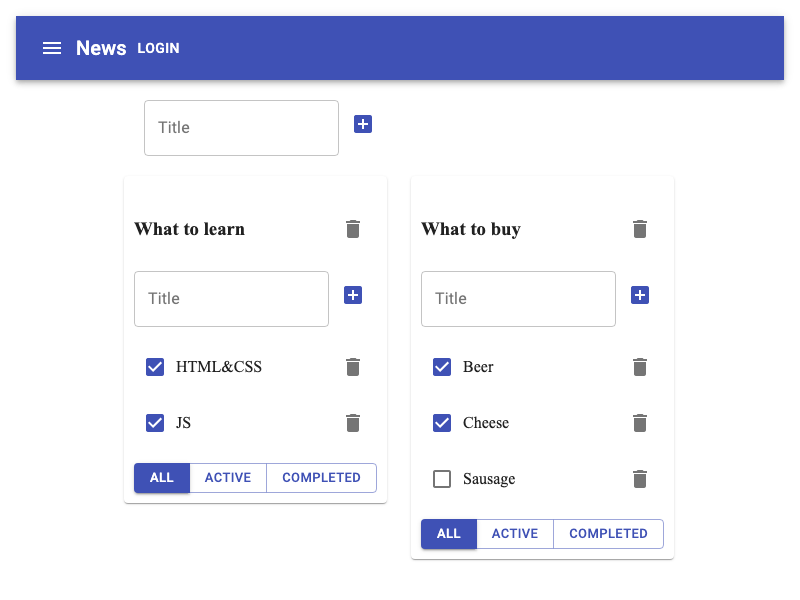 News LOGIN
Title
What to learn
Title
HTML&CSS
JS
ALL ACTIVE COMPLETED
What to buy
Title
Beer
Cheese
Sausage
ALL ACTIVE COMPLETED